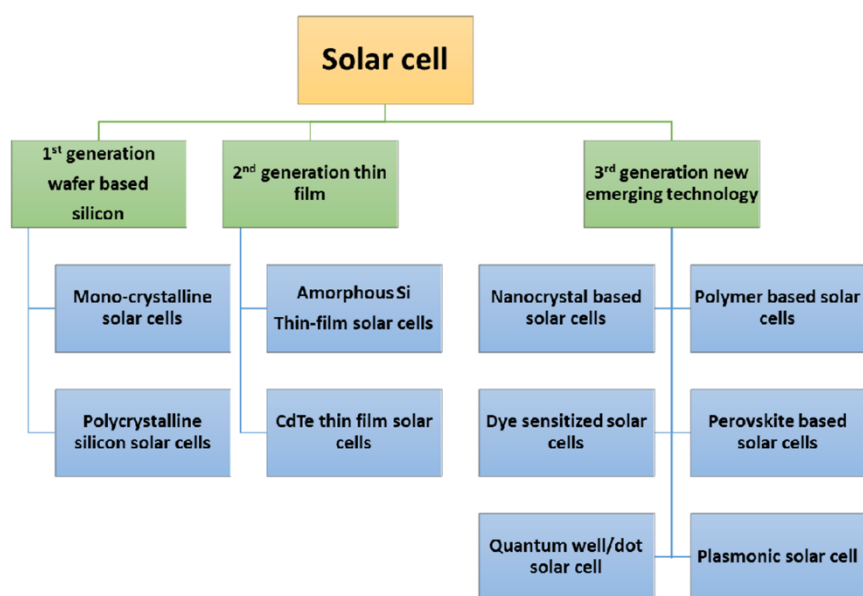 Solar cell
1st generation
wafer based
silicon
2nd generation thin
film
3rd generation new
emerging technology
Mono-crystalline
solar cells
Polycrystalline
silicon solar cells
Amorphous Si
Thin-film solar cells
CdTe thin film solar
cells
Nanocrystal based
solar cells
Polymer based solar
cells
Dye sensitized solar
cells
Perovskite based
solar cells
Quantum well/dot
solar cell
Plasmonic solar cell